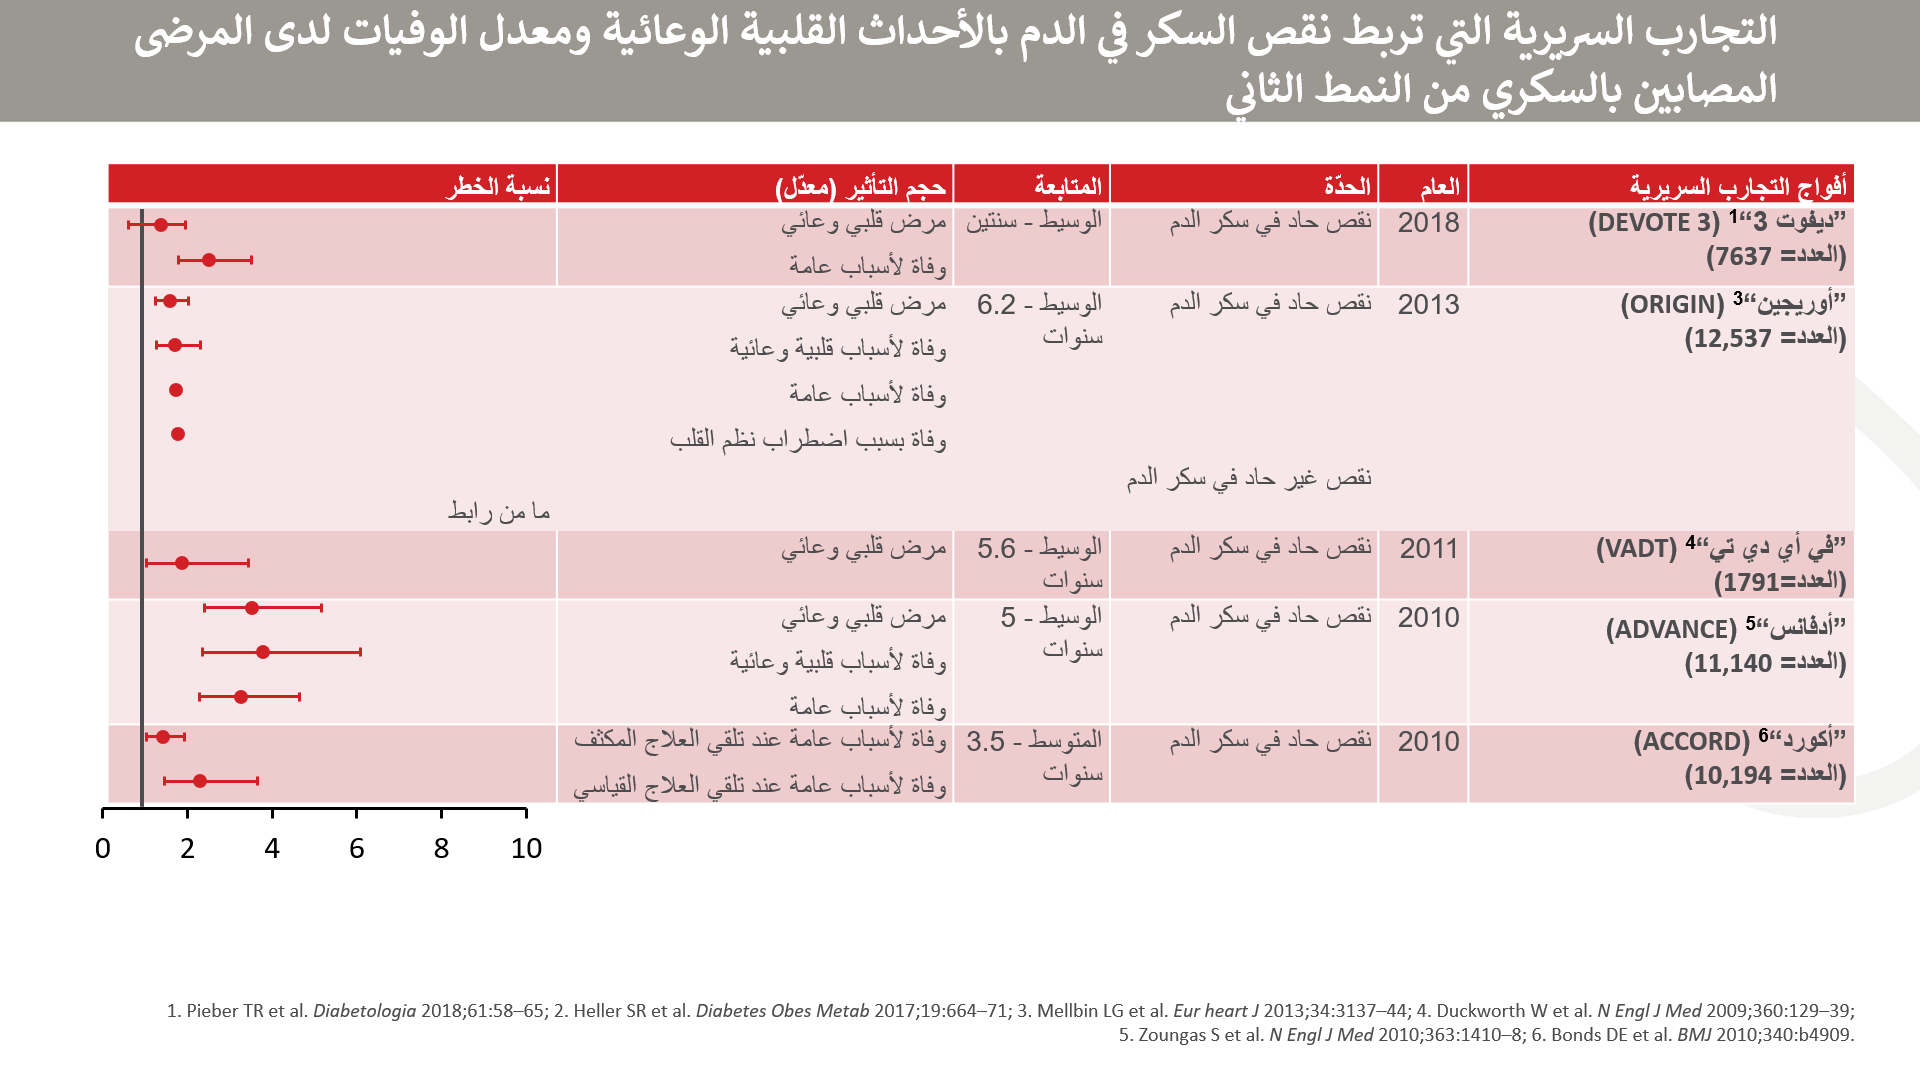 التجارب السريرية التي تربط نقص السكر في الدم بالأحداث القلبية الوعائية ومعدل الوفيات لدى المرضى
المصابين بالسكري من النمط الثاني
أفواج التجارب السريرية العام الحدّة المتابعة حجم التأثير (معدّل) نسبة الخطر
”ديفوت 3“¹ (DEVOTE 3)
(العدد= 7637)
2018
نقص حاد في سكر الدم
الوسيط - سنتين
مرض قلبي وعائي
وفاة لأسباب عامة
”أوريجين“³ (ORIGIN)
(العدد= 12,537)
2013
نقص حاد في سكر الدم
الوسيط - 6.2
سنوات
مرض قلبي وعائي
وفاة لأسباب قلبية وعائية
وفاة لأسباب عامة
وفاة بسبب اضطراب نظم القلب
نقص غير حاد في سكر الدم
ما من رابط
”في أي دي تي“⁴ (VADT)
(العدد=1791)
2011
نقص حاد في سكر الدم
الوسيط - 5.6
سنوات
مرض قلبي وعائي
”أدفانس“⁵ (ADVANCE)
(العدد= 11,140)
2010
نقص حاد في سكر الدم
الوسيط - 5
سنوات
مرض قلبي وعائي
وفاة لأسباب قلبية وعائية
وفاة لأسباب عامة
”أكورد“⁶ (ACCORD)
(العدد= 10,194)
2010
نقص حاد في سكر الدم
المتوسط - 3.5
سنوات
وفاة لأسباب عامة عند تلقي العلاج المكثف
وفاة لأسباب عامة عند تلقي العلاج القياسي
0 2 4 6 8 10
1. Pieber TR et al. Diabetologia 2018;61:58–65; 2. Heller SR et al. Diabetes Obes Metab 2017;19:664–71; 3. Mellbin LG et al. Eur heart J 2013;34:3137–44; 4. Duckworth W et al. N Engl J Med 2009;360:129–39;
5. Zoungas S et al. N Engl J Med 2010;363:1410–8; 6. Bonds DE et al. BMJ 2010;340:b4909.